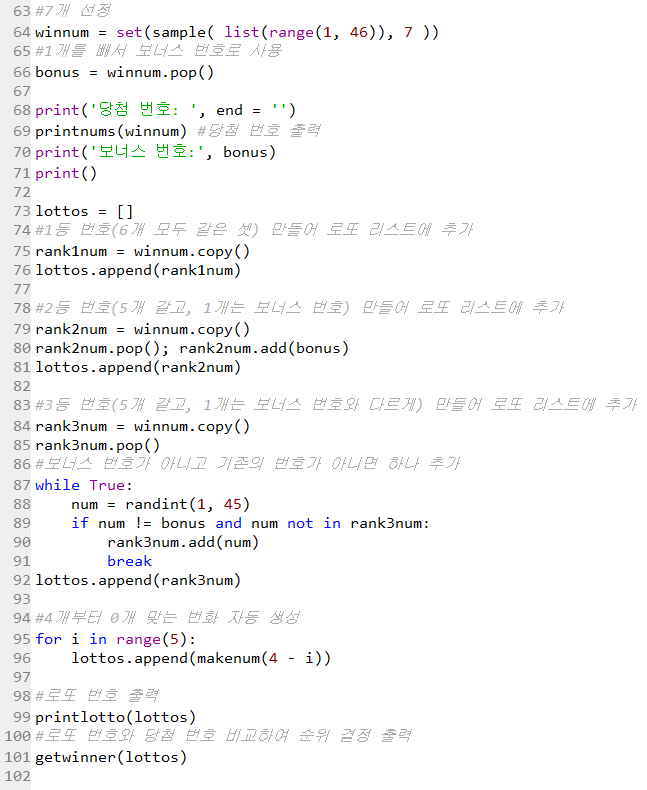 63 #7개 선정
64 winnum = set(sample( list(range(1, 46)), 7 ))
65 #1개를 빼서 보너스 번호로 사용
66 bonus = winnum.pop()
67
68 print('당첨 번호: ', end = '')
69 printnums(winnum) #당첨 번호 출력
70 print('보너스 번호:', bonus)
71 print()
72
73 lottos = []
74 #1등 번호(6개 모두 같은 셋) 만들어 로또 리스트에 추가
75 rank1num = winnum.copy()
76 lottos.append(rank1num)
77
78 #2등 번호(5개 같고, 1개는 보너스 번호) 만들어 로또 리스트에 추가
79 rank2num = winnum.copy()
80 rank2num.pop(); rank2num.add(bonus)
81 lottos.append(rank2num)
82
83 #3등 번호(5개 같고, 1개는 보너스 번호와 다르게) 만들어 로또 리스트에 추가
84 rank3num = winnum.copy()
85 rank3num.pop()
86 #보너스 번호가 아니고 기존의 번호가 아니면 하나 추가
87 while True:
88     num = randint(1, 45)
89     if num != bonus and num not in rank3num:
90         rank3num.add(num)
91         break
92 lottos.append(rank3num)
93
94 #4개부터 0개 맞는 번화 자동 생성
95 for i in range(5):
96     lottos.append(makenum(4 - i))
97
98 #로또 번호 출력
99 printlotto(lottos)
100 #로또 번호와 당첨 번호 비교하여 순위 결정 출력
101 getwinner(lottos)
102